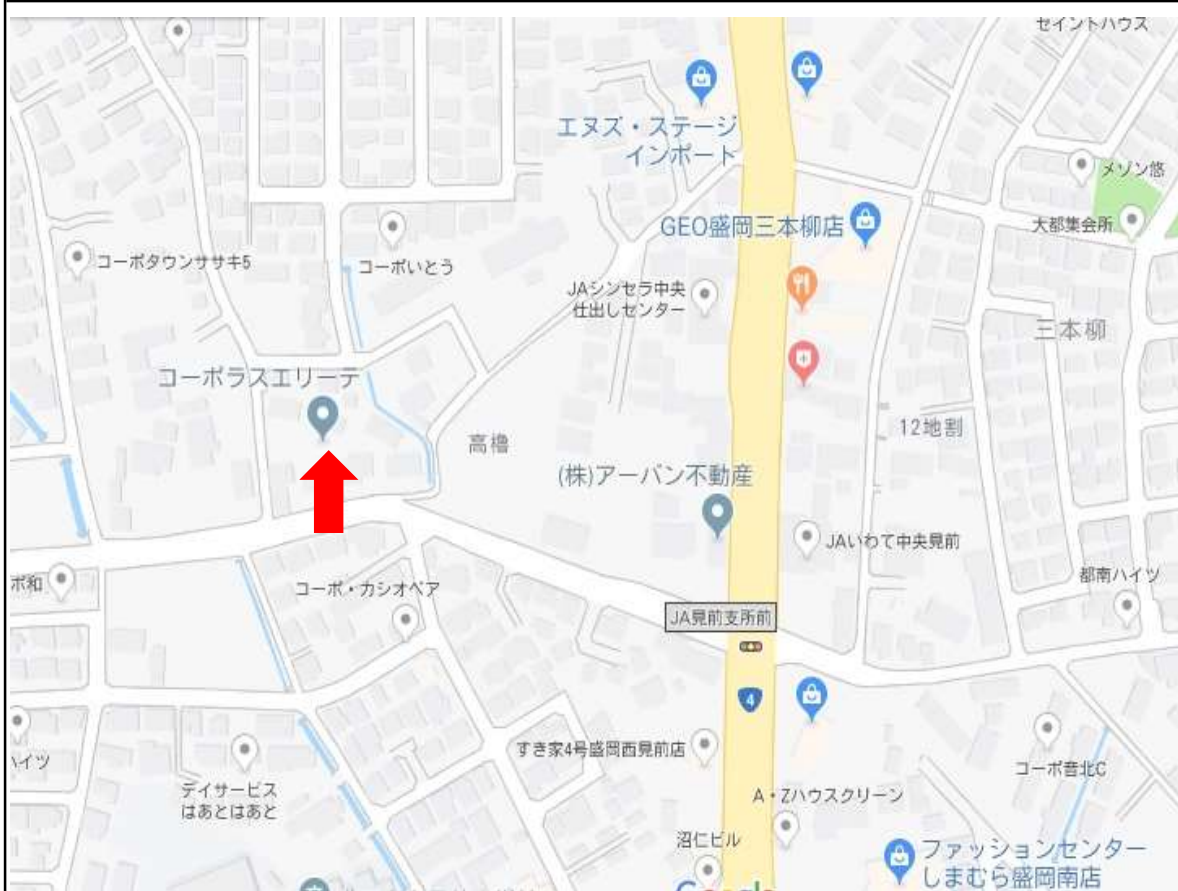 セイントハウス
エヌズ・ステージ
インポート
メゾン悠
GEO盛岡三本柳店
大都集会所
コーポタウンササキ5
コーポいとう
JAシンセラ中央
仕出しセンター
三本柳
コーポラスエリーテ
12地割
高櫓
(株)アーバン不動産
JAいわて中央見前
ポ和
コーポ・カシオペア
都南ハイツ
JA見前支所前
4
すき家4号盛岡西見前店
ハイツ
コーポ音北C
デイサービス
はあとはあと
A・Zハウスクリーン
沼仁ビル
ファッションセンター
しまむら盛岡南店
Google